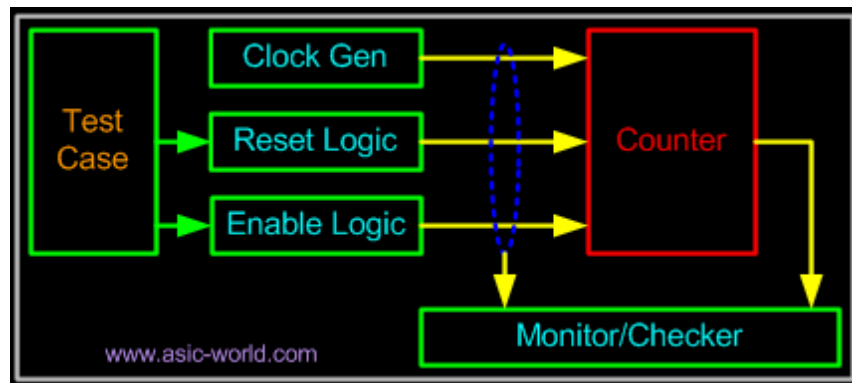 Test
Case
Clock Gen
Reset Logic
Enable Logic
Counter
Monitor/Checker
www.asic-world.com